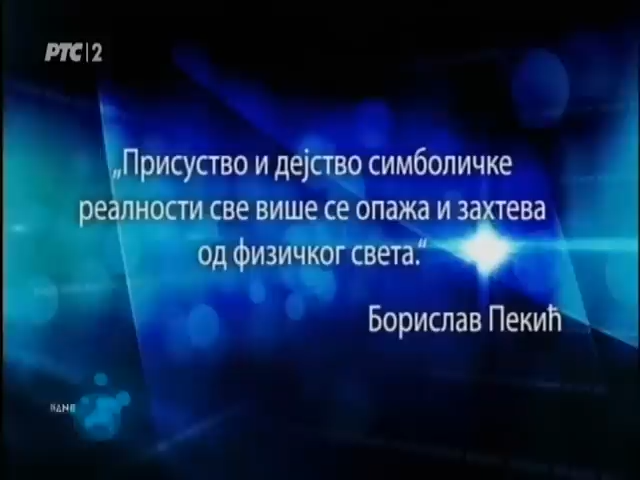 РТС|2
„Присуство и дејство симболичке
реалности све више се опажа и захтева
од физичког света.“
Борислав Пекић